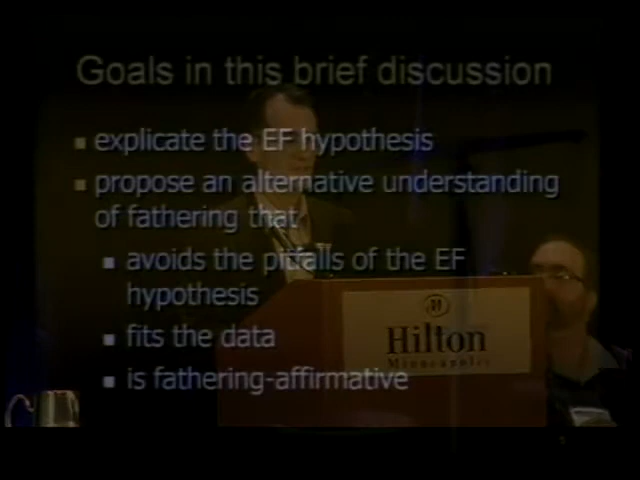 Goals in this brief discussion
explicate the EF hypothesis
propose an alternative understanding
of fathering that
avoids the pitfalls of the EF
hypothesis
fits the data
is fathering-affirmative
Hilton
Minneapolis